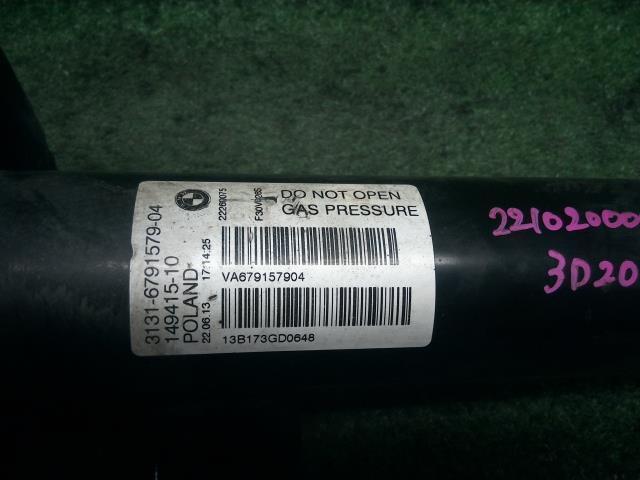 3131-6791579-04
149415-10
POLAND
22.06.13 17:14:25
22260075
DO NOT OPEN
GAS PRESSURE
VA679157904
13B173GD0648
22102000
3D20